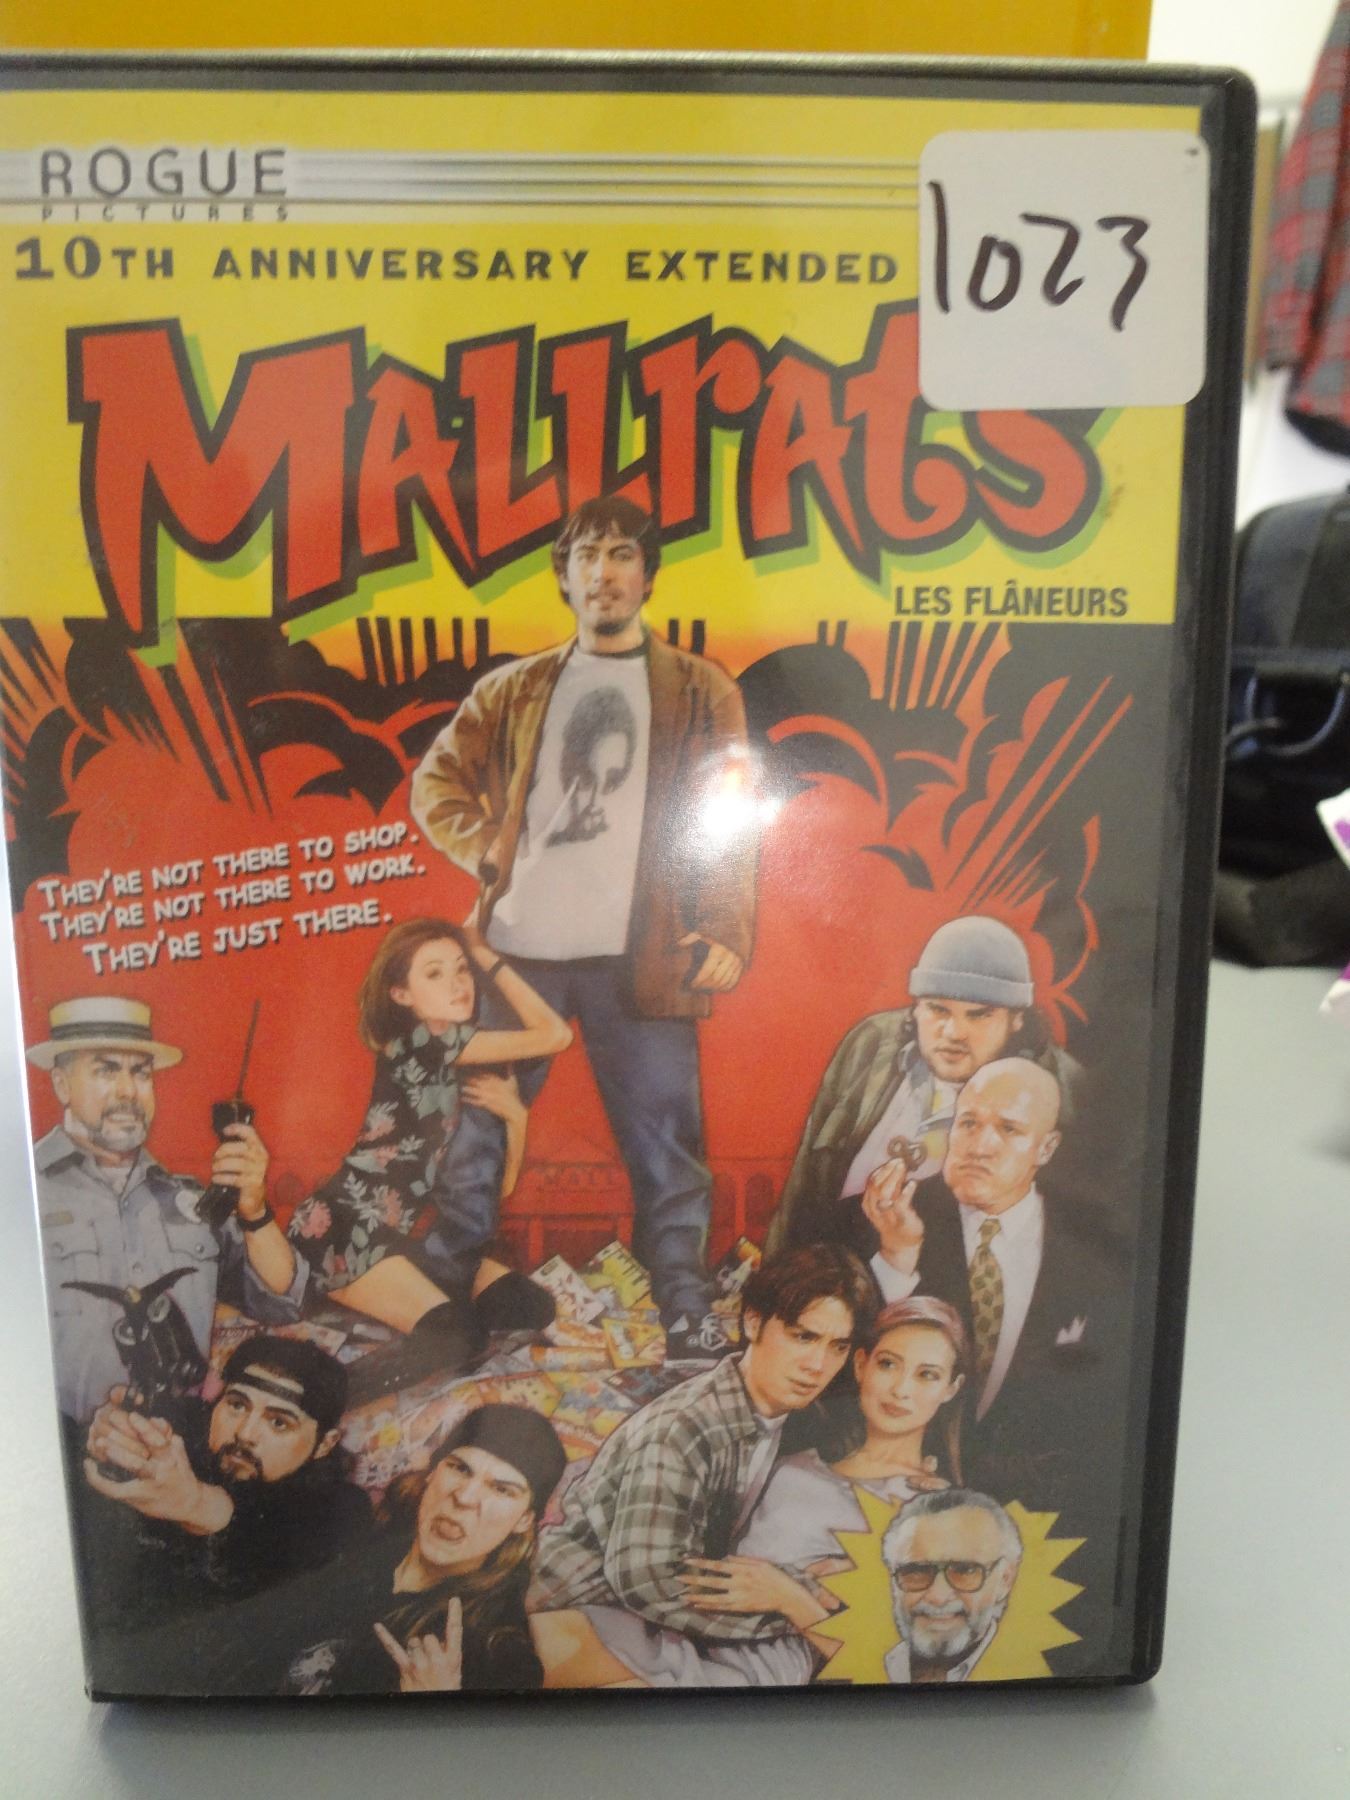 ROGUE
PICTURES
10TH ANNIVERSARY EXTENDED
1023
MALLRATS
LES FLÂNEURS
THEY'RE NOT THERE TO SHOP.
THEY'RE NOT THERE TO WORK.
THEY'RE JUST THERE.
MALL